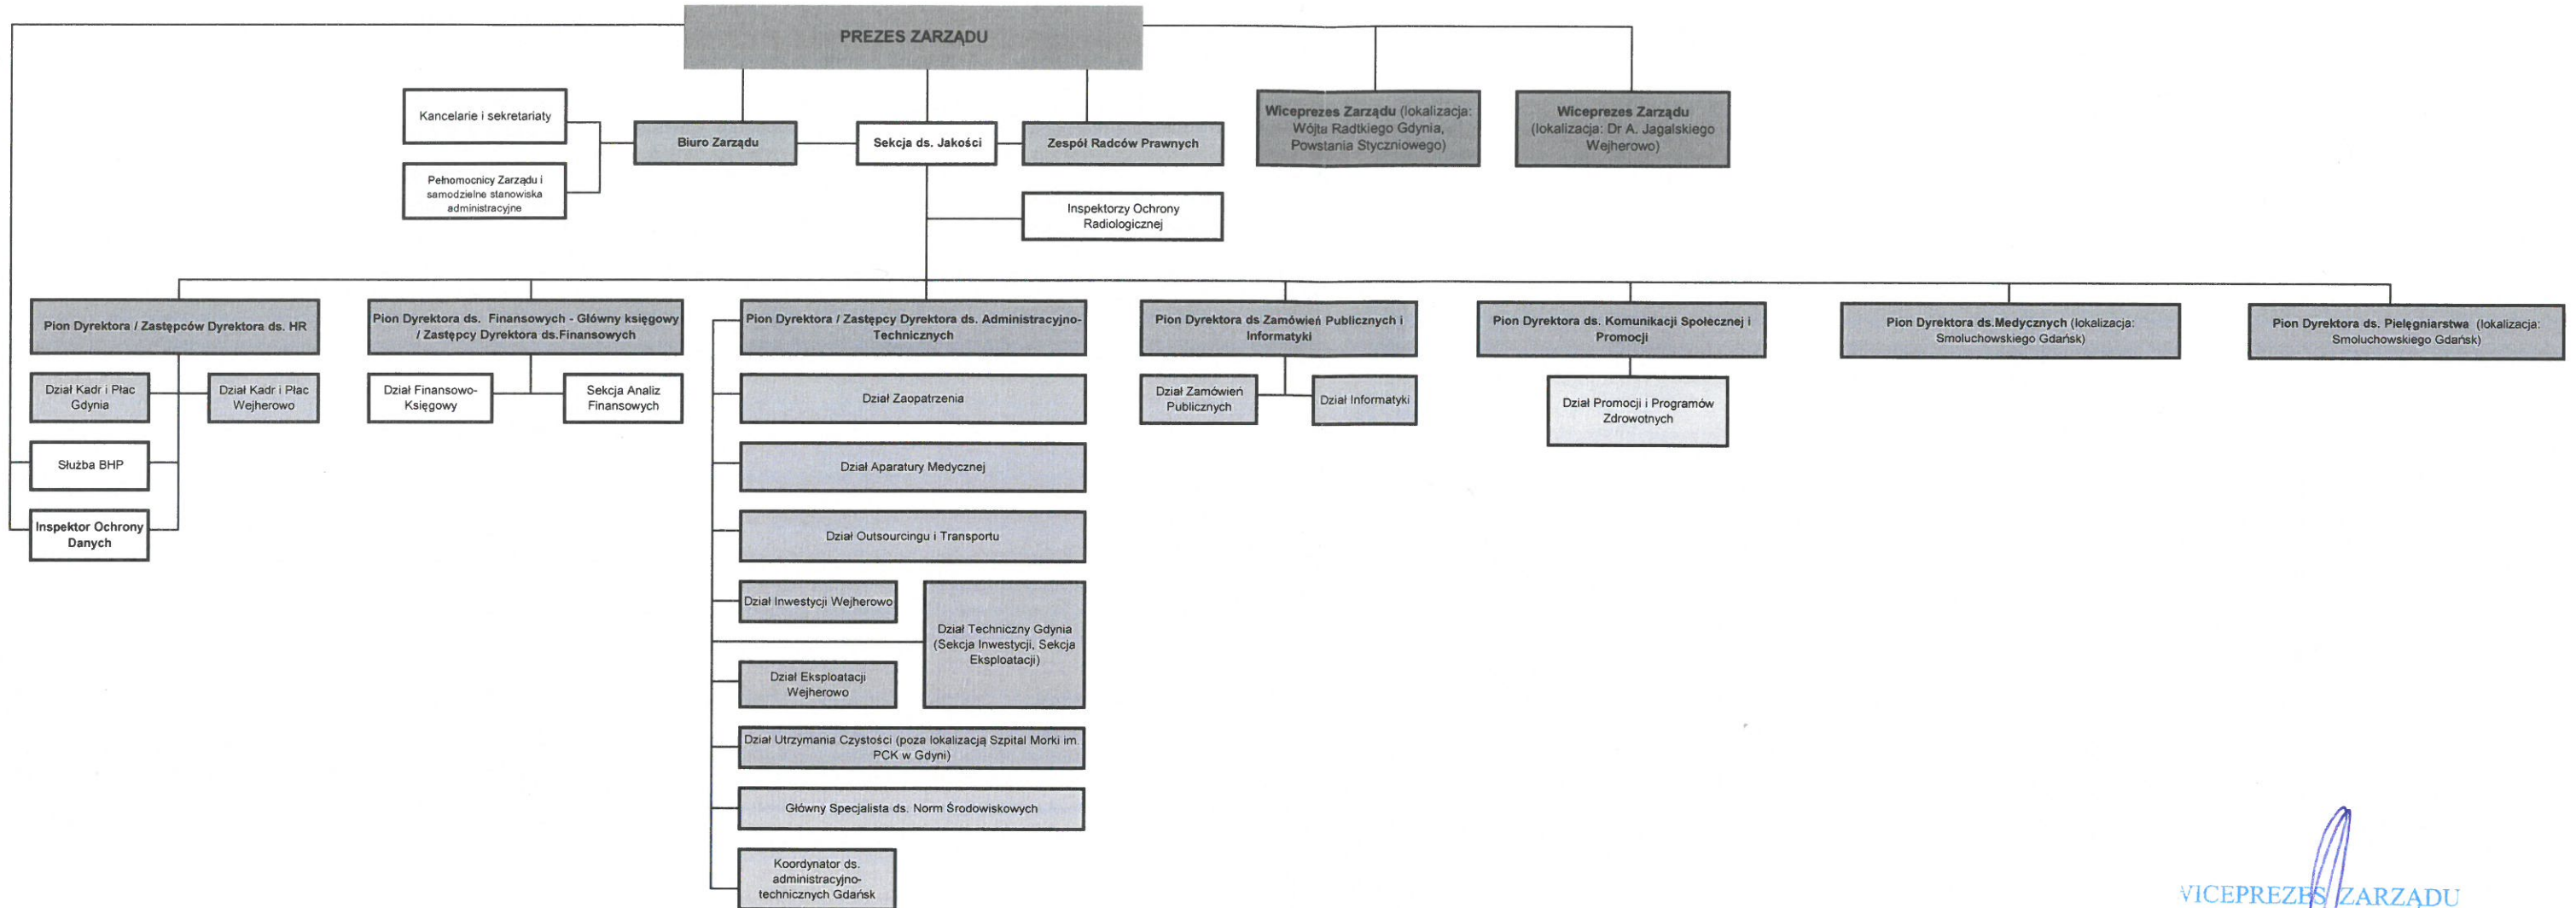 PREZES ZARZĄDU
Kancelarie i sekretariaty
Pełnomocnicy Zarządu i
samodzielne stanowiska
administracyjne
Biuro Zarządu
Sekcja ds. Jakości
Zespół Radców Prawnych
Inspektorzy Ochrony
Radiologicznej
Wiceprezes Zarządu (lokalizacja:
Wójta Radtkiego Gdynia,
Powstania Styczniowego)
Wiceprezes Zarządu
(lokalizacja: Dr A. Jagalskiego
Wejherowo)
Pion Dyrektora / Zastępców Dyrektora ds. HR
Dział Kadr i Płac
Gdynia
Dział Kadr i Płac
Wejherowo
Służba BHP
Inspektor Ochrony
Danych
Pion Dyrektora ds. Finansowych - Główny księgowy
/ Zastępcy Dyrektora ds.Finansowych
Dział Finansowo-
Księgowy
Sekcja Analiz
Finansowych
Pion Dyrektora / Zastępcy Dyrektora ds. Administracyjno-
Technicznych
Dział Zaopatrzenia
Dział Aparatury Medycznej
Dział Outsourcingu i Transportu
Dział Inwestycji Wejherowo
Dział Techniczny Gdynia
(Sekcja Inwestycji, Sekcja
Eksploatacji)
Dział Eksploatacji
Wejherowo
Dział Utrzymania Czystości (poza lokalizacją Szpital Morki im.
PCK w Gdyni)
Główny Specjalista ds. Norm Środowiskowych
Koordynator ds.
administracyjno-
technicznych Gdańsk
Pion Dyrektora ds Zamówień Publicznych i
Informatyki
Dział Zamówień
Publicznych
Dział Informatyki
Pion Dyrektora ds. Komunikacji Społecznej i
Promocji
Dział Promocji i Programów
Zdrowotnych
Pion Dyrektora ds.Medycznych (lokalizacja:
Smoluchowskiego Gdańsk)
Pion Dyrektora ds. Pielęgniarstwa (lokalizacja:
Smoluchowskiego Gdańsk)
VICEPREZES ZARZĄDU